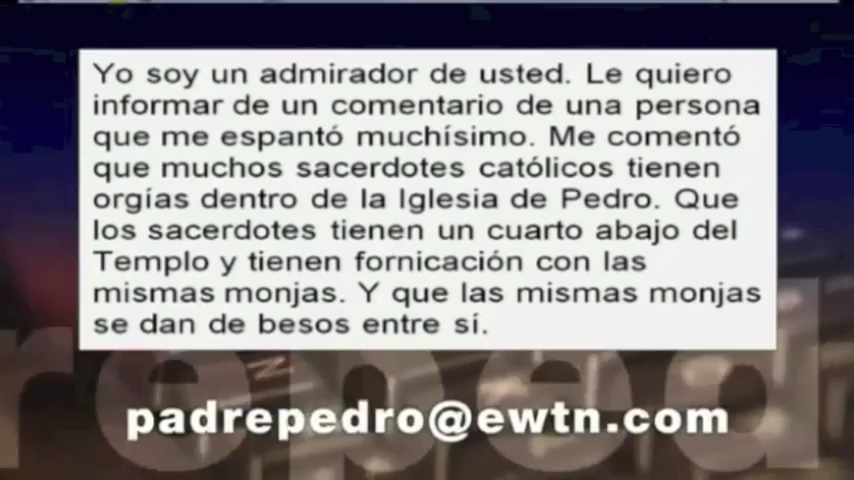 Yo soy un admirador de usted. Le quiero
informar de un comentario de una persona
que me espantó muchísimo. Me comentó
que muchos sacerdotes católicos tienen
orgías dentro de la Iglesia de Pedro. Que
los sacerdotes tienen un cuarto abajo del
Templo y tienen fornicación con las
mismas monjas. Y que las mismas monjas
se dan de besos entre sí.
reped
padrepedro@ewtn.com